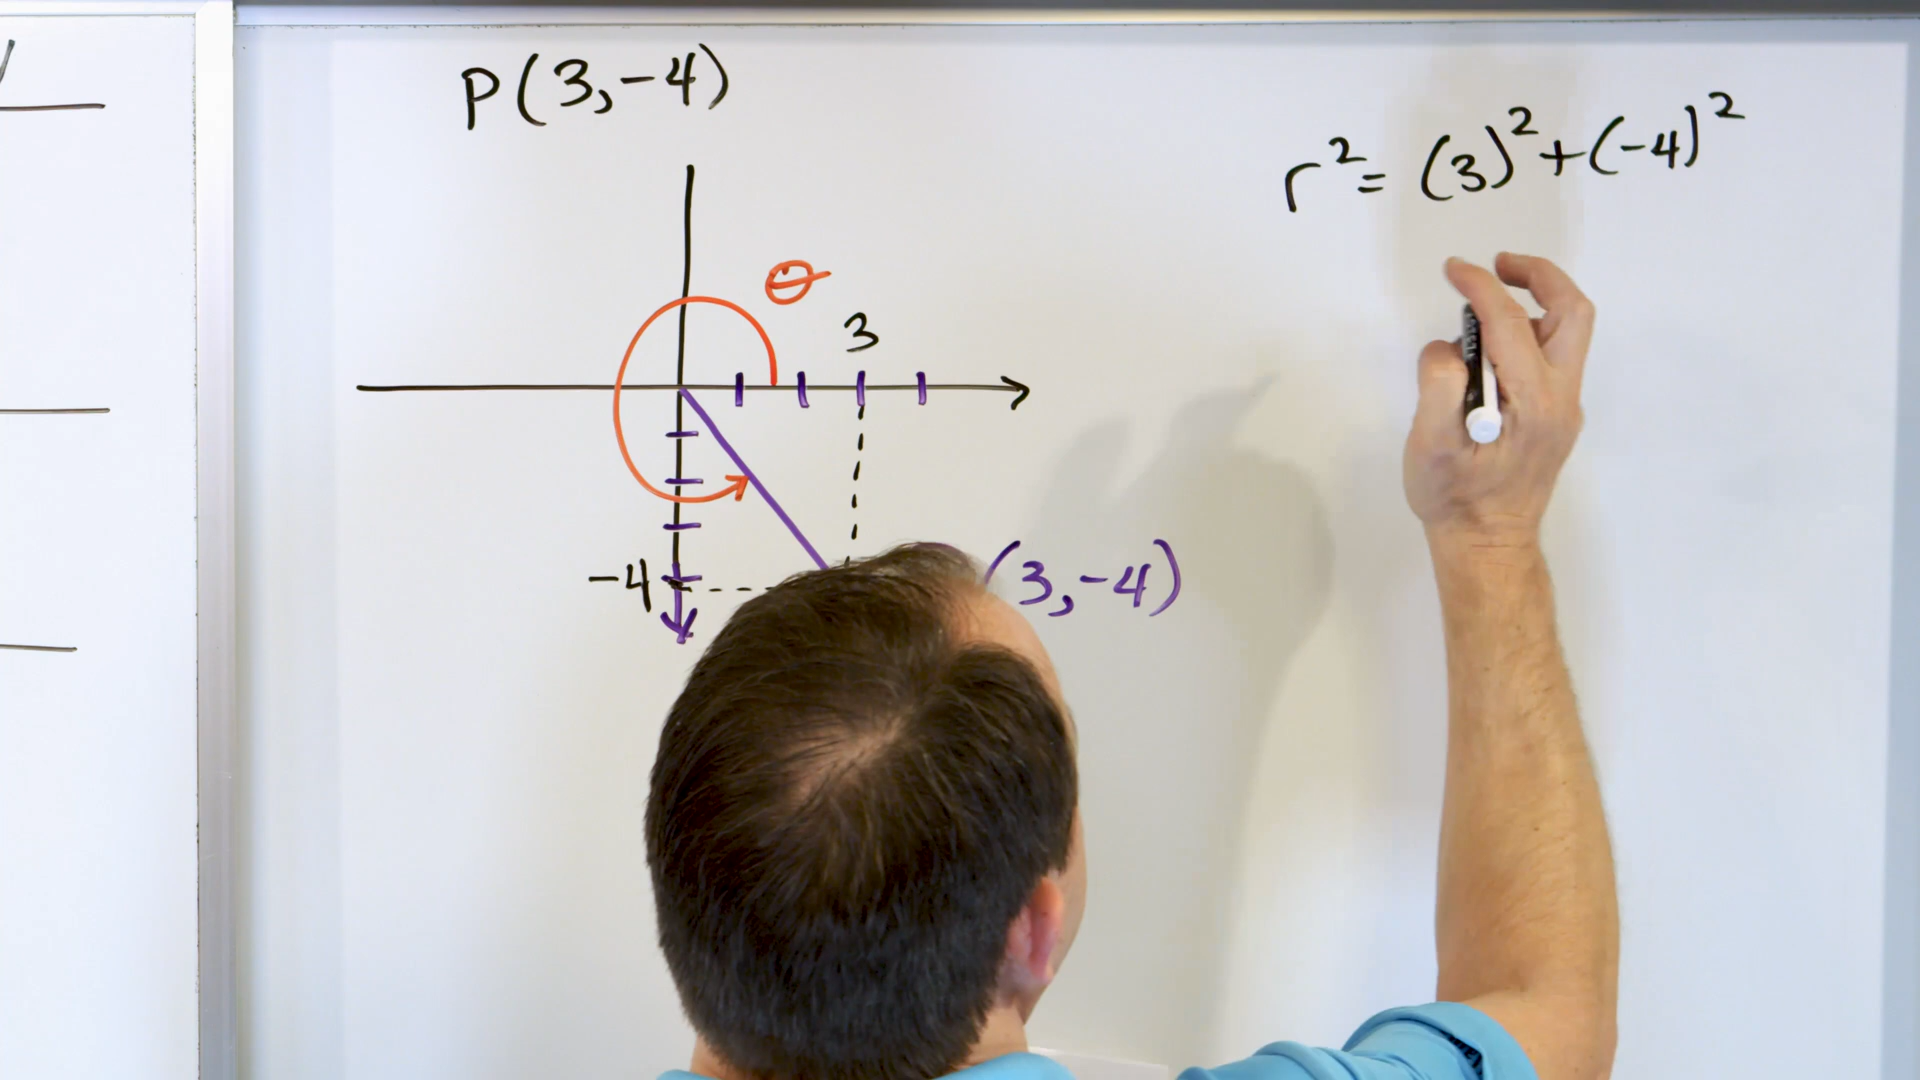 P(3,-4)
r² = (3)² + (-4)²
θ
3
-4
(3,-4)